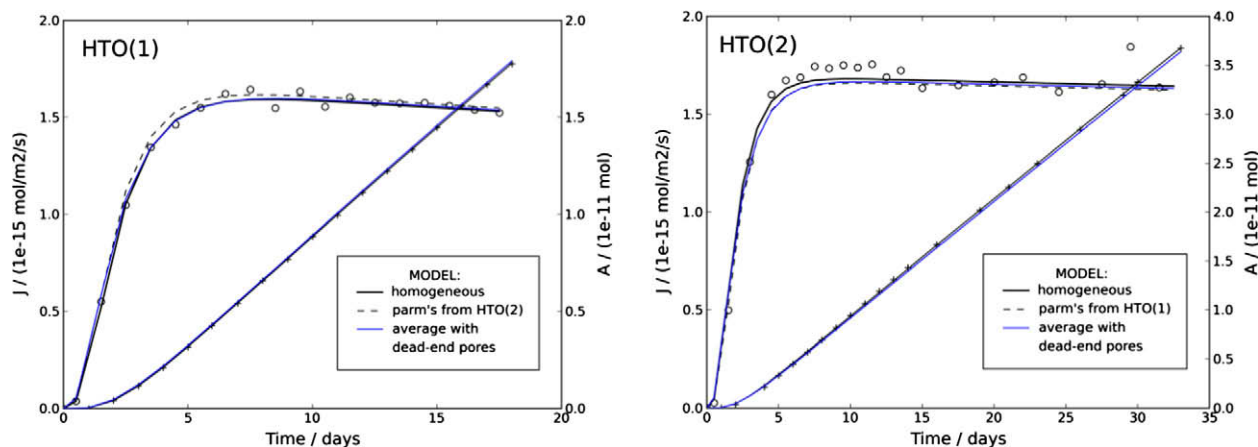 HTO(1)
2.0
1.5
1.0
0.5
0.0
J / (1e-15 mol/m2/s)
2.0
1.5
1.0
0.5
0.0
A / (1e-11 mol)
MODEL:
homogeneous
parm's from HTO(2)
average with
dead-end pores
0
5
10
15
20
Time / days
HTO(2)
2.0
1.5
1.0
0.5
0.0
J / (1e-15 mol/m2/s)
4.0
3.5
3.0
2.5
2.0
1.5
1.0
0.5
0.0
A / (1e-11 mol)
MODEL:
homogeneous
parm's from HTO(1)
average with
dead-end pores
0
5
10
15
20
25
30
35
Time / days